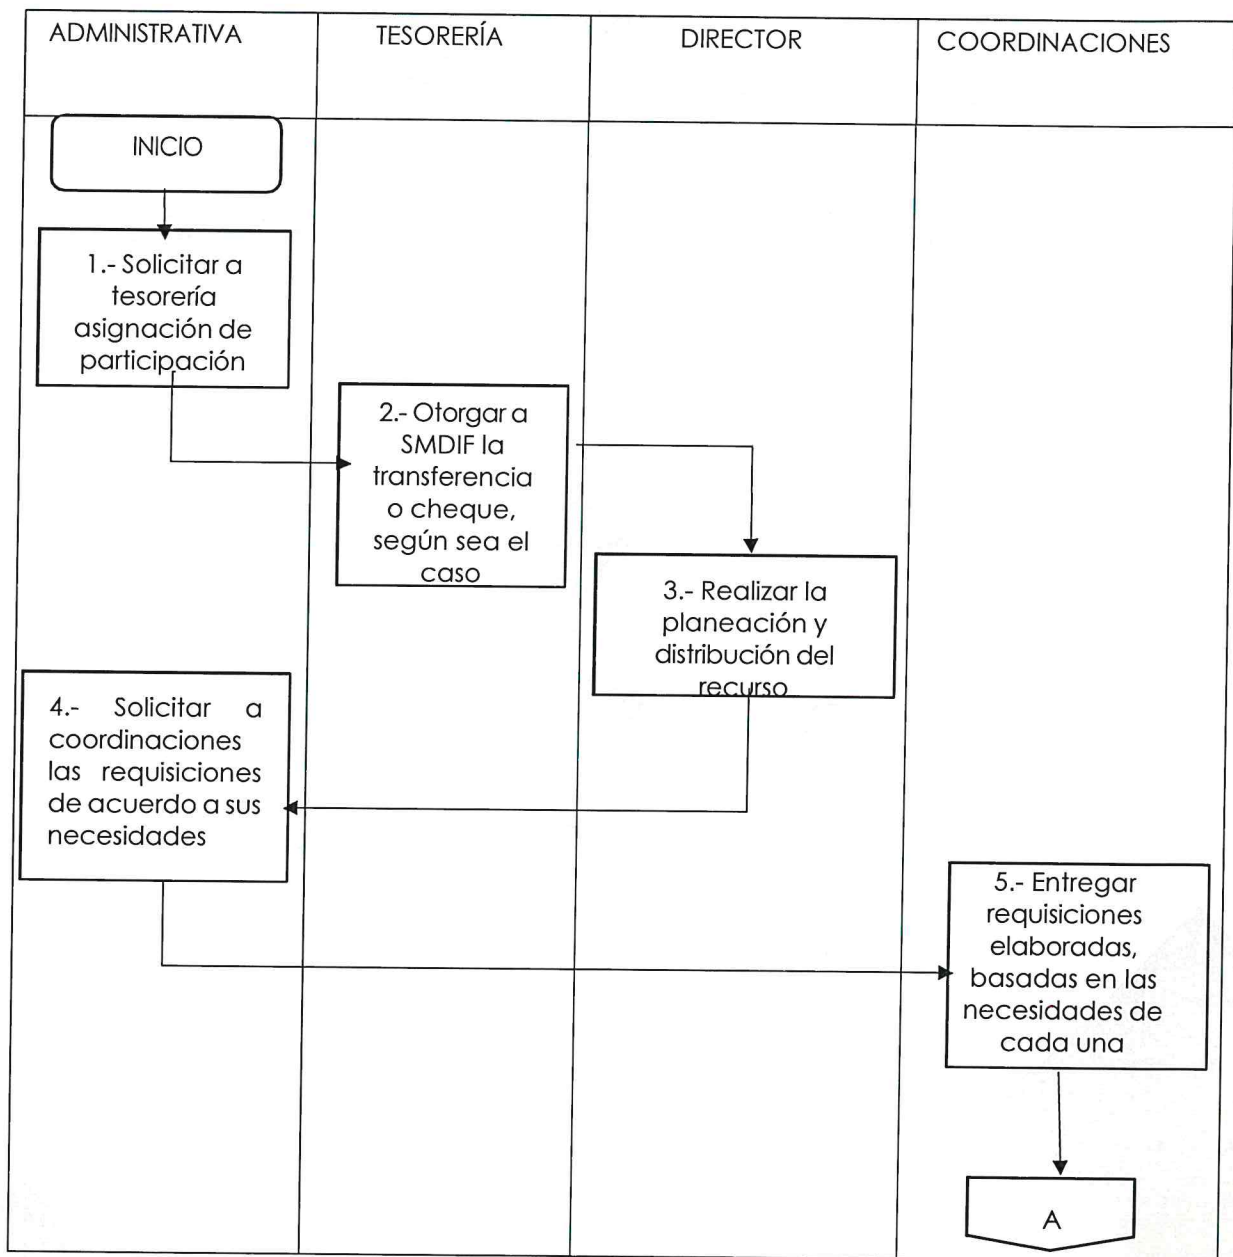 ADMINISTRATIVA
TESORERÍA
DIRECTOR
COORDINACIONES
INICIO
1.- Solicitar a
tesorería
asignación de
participación
2.- Otorgar a
SMDIF la
transferencia
o cheque,
según sea el
caso
3.- Realizar la
planeación y
distribución del
recurso
4.- Solicitar a
coordinaciones
las requisiciones
de acuerdo a sus
necesidades
5.- Entregar
requisiciones
elaboradas,
basadas en las
necesidades de
cada una
A